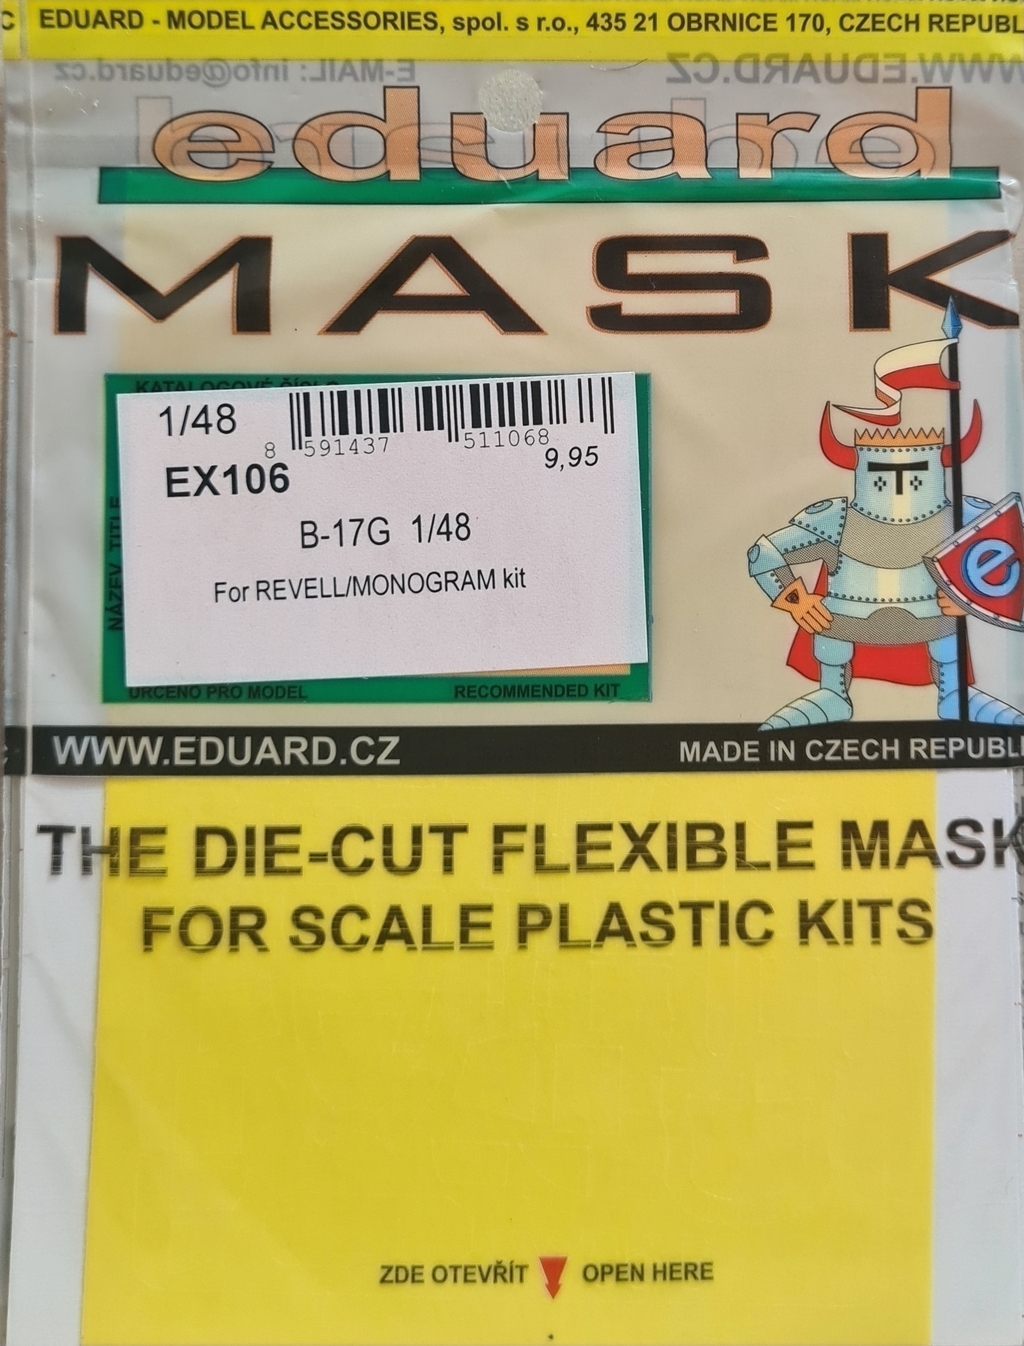 EDUARD - MODEL ACCESSORIES, spol. s r.o., 435 21 OBRNICE 170, CZECH REPUBL
E-MAIL: info@eduard.cz WWW.EDUARD.CZ
eduard
MASK
KATALOGOVÉ ČÍSLO
1/48
8 591437 511068
9,95
EX106
B-17G 1/48
For REVELL/MONOGRAM kit
NÁZEV TITLE
URČENO PRO MODEL RECOMMENDED KIT
e
WWW.EDUARD.CZ MADE IN CZECH REPUBL
THE DIE-CUT FLEXIBLE MASK
FOR SCALE PLASTIC KITS
ZDE OTEVŘÍT OPEN HERE